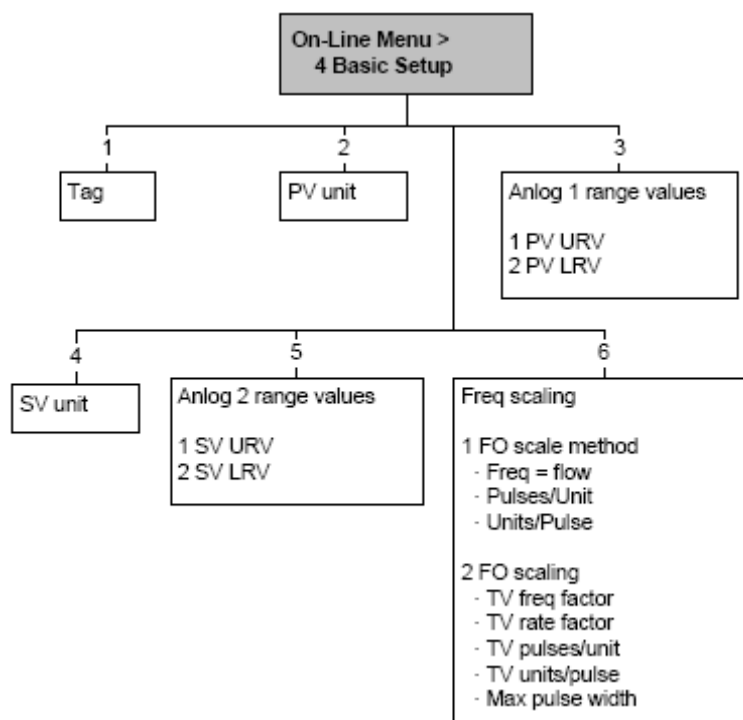 On-Line Menu >
4 Basic Setup
1
2
3
Tag
PV unit
Anlog 1 range values
1 PV URV
2 PV LRV
4
5
6
SV unit
Anlog 2 range values
1 SV URV
2 SV LRV
Freq scaling
1 FO scale method
- Freq = flow
- Pulses/Unit
- Units/Pulse
2 FO scaling
- TV freq factor
- TV rate factor
- TV pulses/unit
- TV units/pulse
- Max pulse width